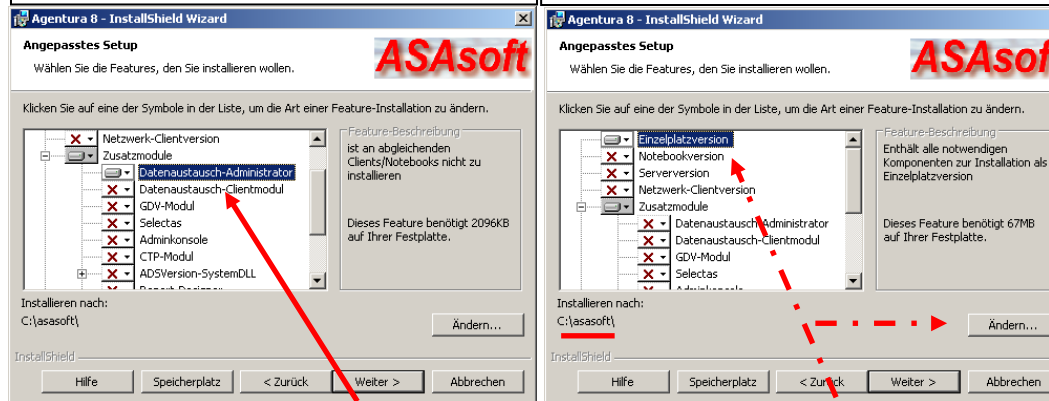 Agentura 8 - InstallShield Wizard
Angepasstes Setup
Wählen Sie die Features, den Sie installieren wollen.
ASAsoft
Klicken Sie auf eine der Symbole in der Liste, um die Art einer Feature-Installation zu ändern.
Netzwerk-Clientversion
Zusatzmodule
Datenaustausch-Administrator
Datenaustausch-Clientmodul
GDV-Modul
Selectas
Adminkonsole
CTP-Modul
ADSVersion-SystemDLL
Report-Designer
Feature-Beschreibung
ist an abgleichenden
Clients/Notebooks nicht zu
installieren
Dieses Feature benötigt 2096KB
auf Ihrer Festplatte.
Installieren nach:
C:\asasoft\
Ändern...
InstallShield
Hilfe
Speicherplatz
< Zurück
Weiter >
Abbrechen
Agentura 8 - InstallShield Wizard
Angepasstes Setup
Wählen Sie die Features, den Sie installieren wollen.
ASAsof
Klicken Sie auf eine der Symbole in der Liste, um die Art einer Feature-Installation zu ändern.
Einzelplatzversion
Notebookversion
Serverversion
Netzwerk-Clientversion
Zusatzmodule
Datenaustausch-Administrator
Datenaustausch-Clientmodul
GDV-Modul
Selectas
Adminkonsole
Feature-Beschreibung
Enthält alle notwendigen
Komponenten zur Installation als
Einzelplatzversion
Dieses Feature benötigt 67MB
auf Ihrer Festplatte.
Installieren nach:
C:\asasoft\
Ändern...
InstallShield
Hilfe
Speicherplatz
< Zurück
Weiter >
Abbrechen